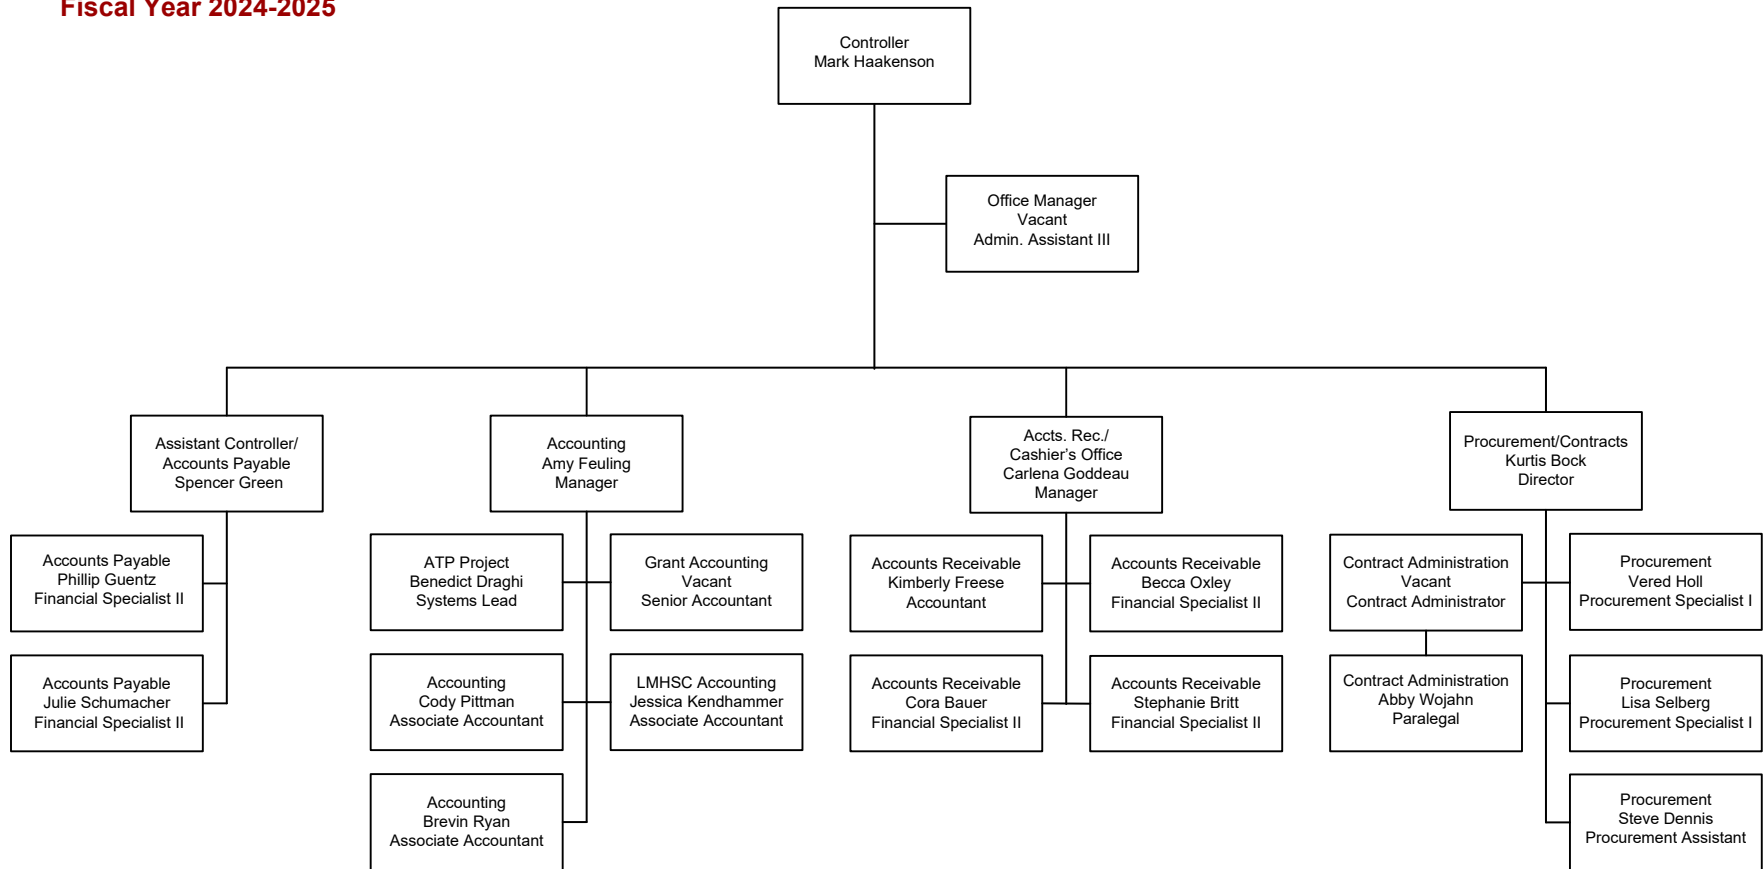 Fiscal Year 2024-2025
Controller
Mark Haakenson
Office Manager
Vacant
Admin. Assistant III
Assistant Controller/
Accounts Payable
Spencer Green
Accounting
Amy Feuling
Manager
Accts. Rec./
Cashier’s Office
Carlena Goddeau
Manager
Procurement/Contracts
Kurtis Bock
Director
Accounts Payable
Phillip Guentz
Financial Specialist II
ATP Project
Benedict Draghi
Systems Lead
Grant Accounting
Vacant
Senior Accountant
Accounts Receivable
Kimberly Freese
Accountant
Accounts Receivable
Becca Oxley
Financial Specialist II
Contract Administration
Vacant
Contract Administrator
Procurement
Vered Holl
Procurement Specialist I
Accounts Payable
Julie Schumacher
Financial Specialist II
Accounting
Cody Pittman
Associate Accountant
LMHSC Accounting
Jessica Kendhammer
Associate Accountant
Accounts Receivable
Cora Bauer
Financial Specialist II
Accounts Receivable
Stephanie Britt
Financial Specialist II
Contract Administration
Abby Wojahn
Paralegal
Procurement
Lisa Selberg
Procurement Specialist I
Accounting
Brevin Ryan
Associate Accountant
Procurement
Steve Dennis
Procurement Assistant